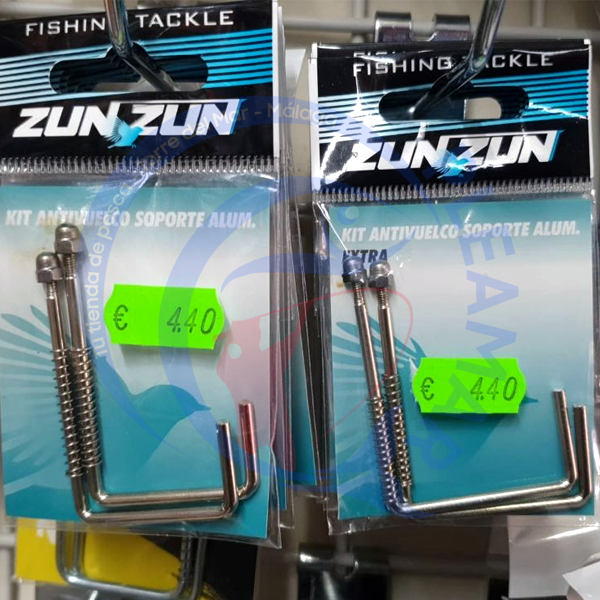 FISHING TACKLE
ZUN ZUN
KIT ANTIVUELCO SOPORTE ALUM.
€ 4.40
FISHING TACKLE
ZUN ZUN
KIT ANTIVUELCO SOPORTE ALUM.
EXTRA
€ 4.40